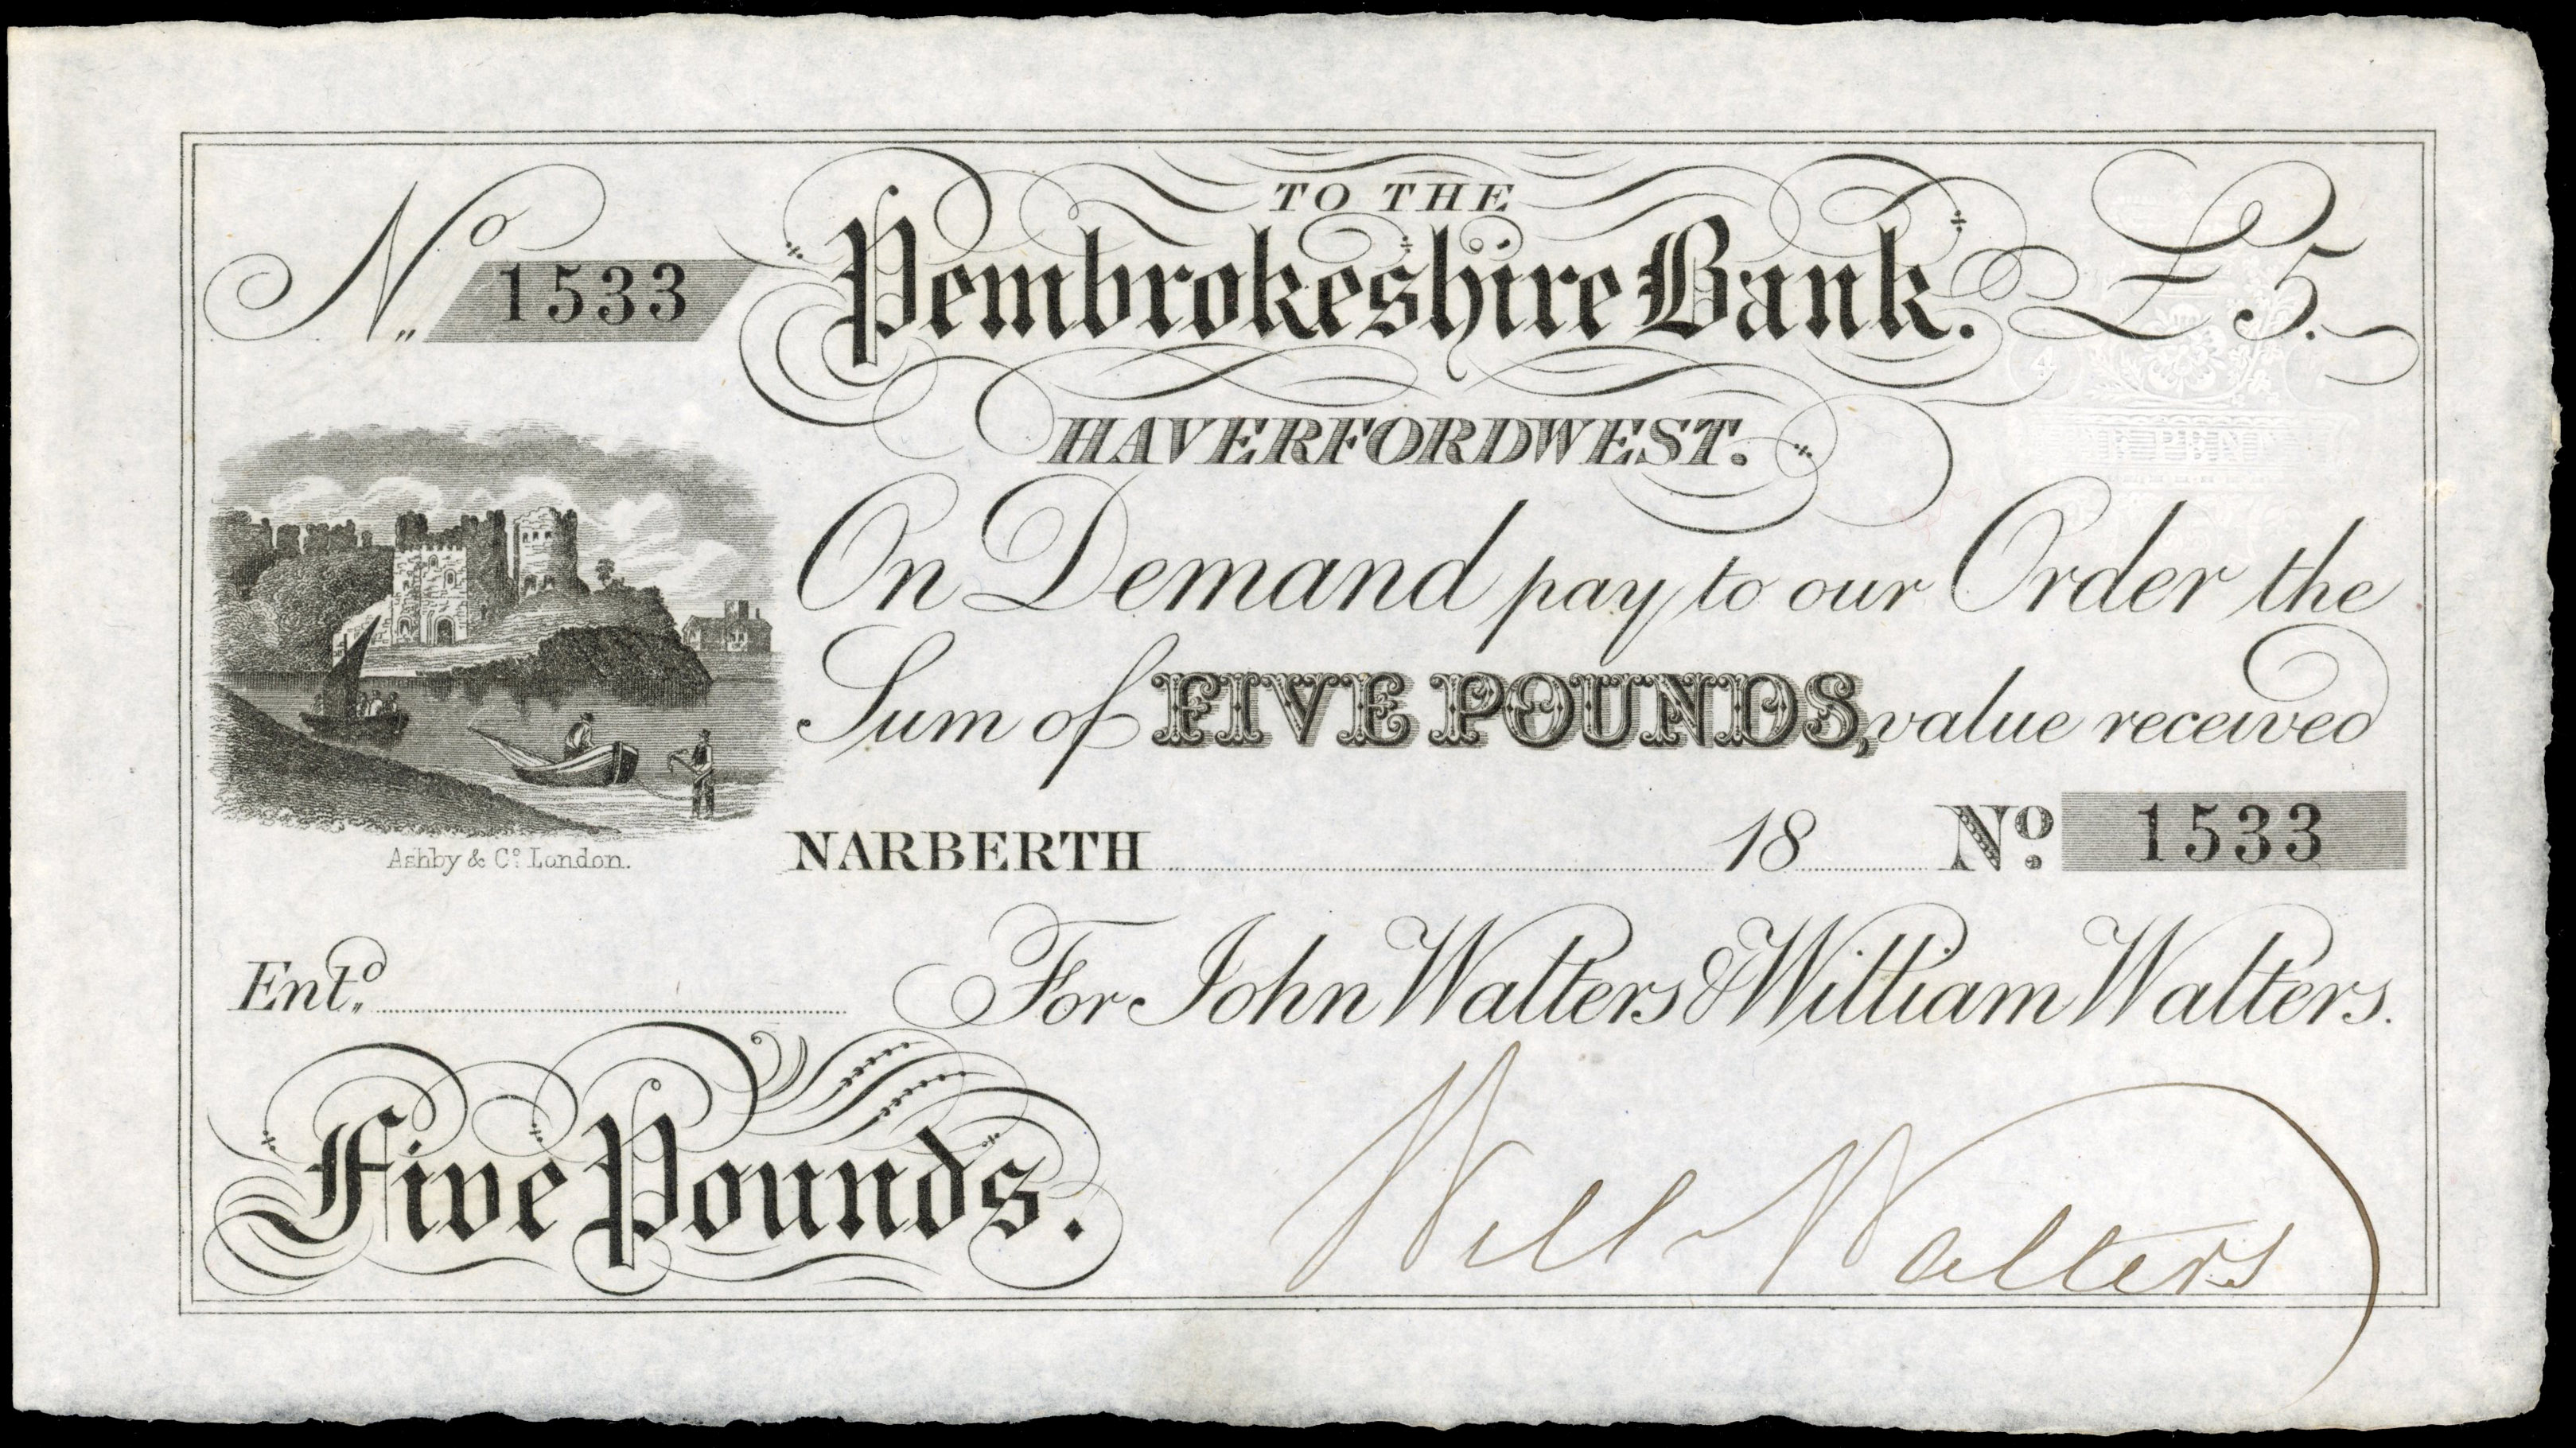 TO THE
No 1533 Pembrokeshire Bank. £5.
HAVERFORDWEST.
On Demand pay to our Order the
Sum of FIVE POUNDS, value received
NARBERTH 18 No. 1533
Ashby & Co. London.
Entd. For John Walters & William Walters.
Five Pounds.
Will Walters